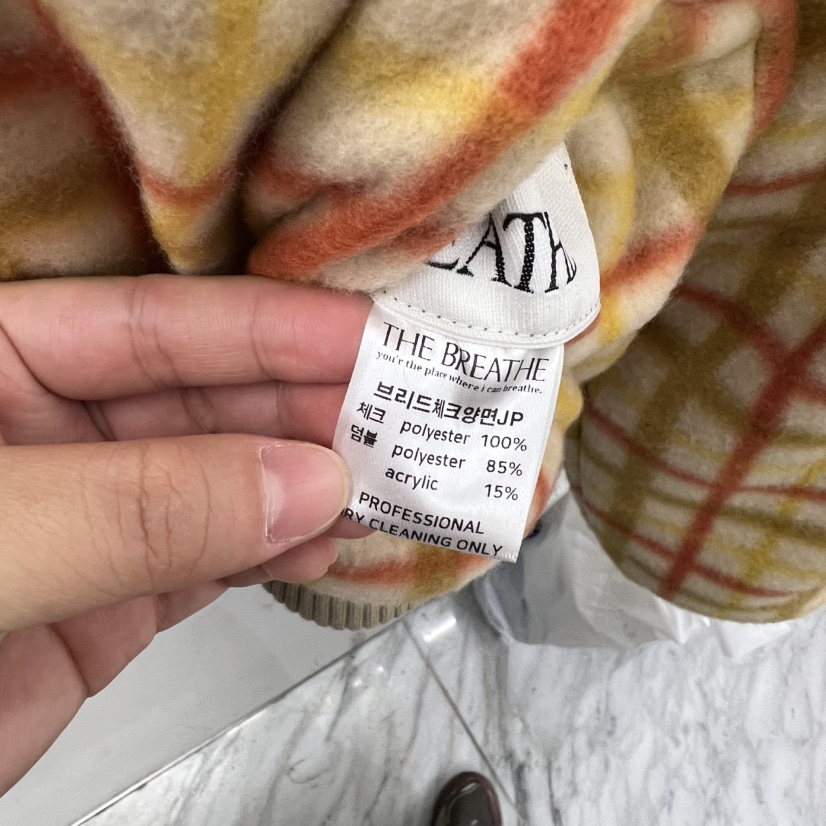 EATH
THE BREATHE
you'r the place where i can breathe.
브리드체크양면JP
체크 polyester 100%
덤블 polyester 85%
acrylic 15%
PROFESSIONAL
RY CLEANING ONLY